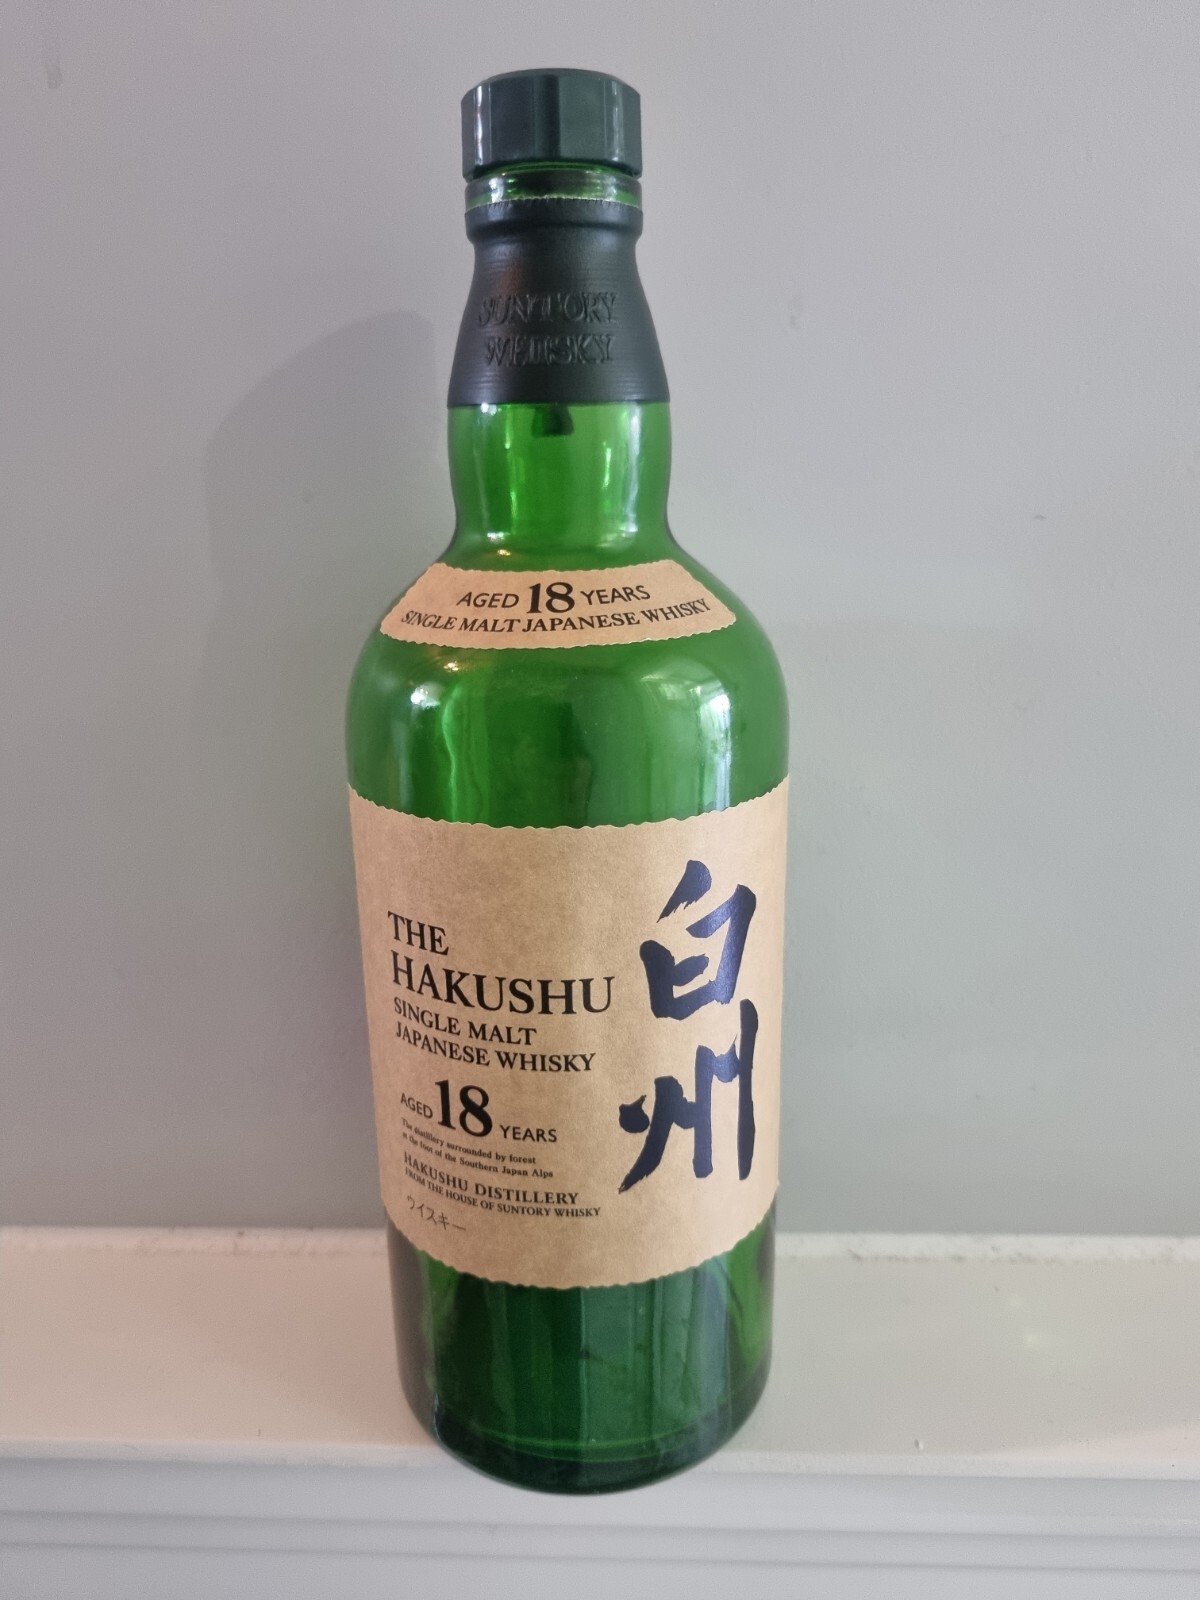 SUNTORY
WHISKY
AGED 18 YEARS
SINGLE MALT JAPANESE WHISKY
THE
HAKUSHU
SINGLE MALT
JAPANESE WHISKY
AGED 18 YEARS
The distillery surrounded by forest
at the foot of the Southern Japan Alps
HAKUSHU DISTILLERY
FROM THE HOUSE OF SUNTORY WHISKY
ウイスキー
白州